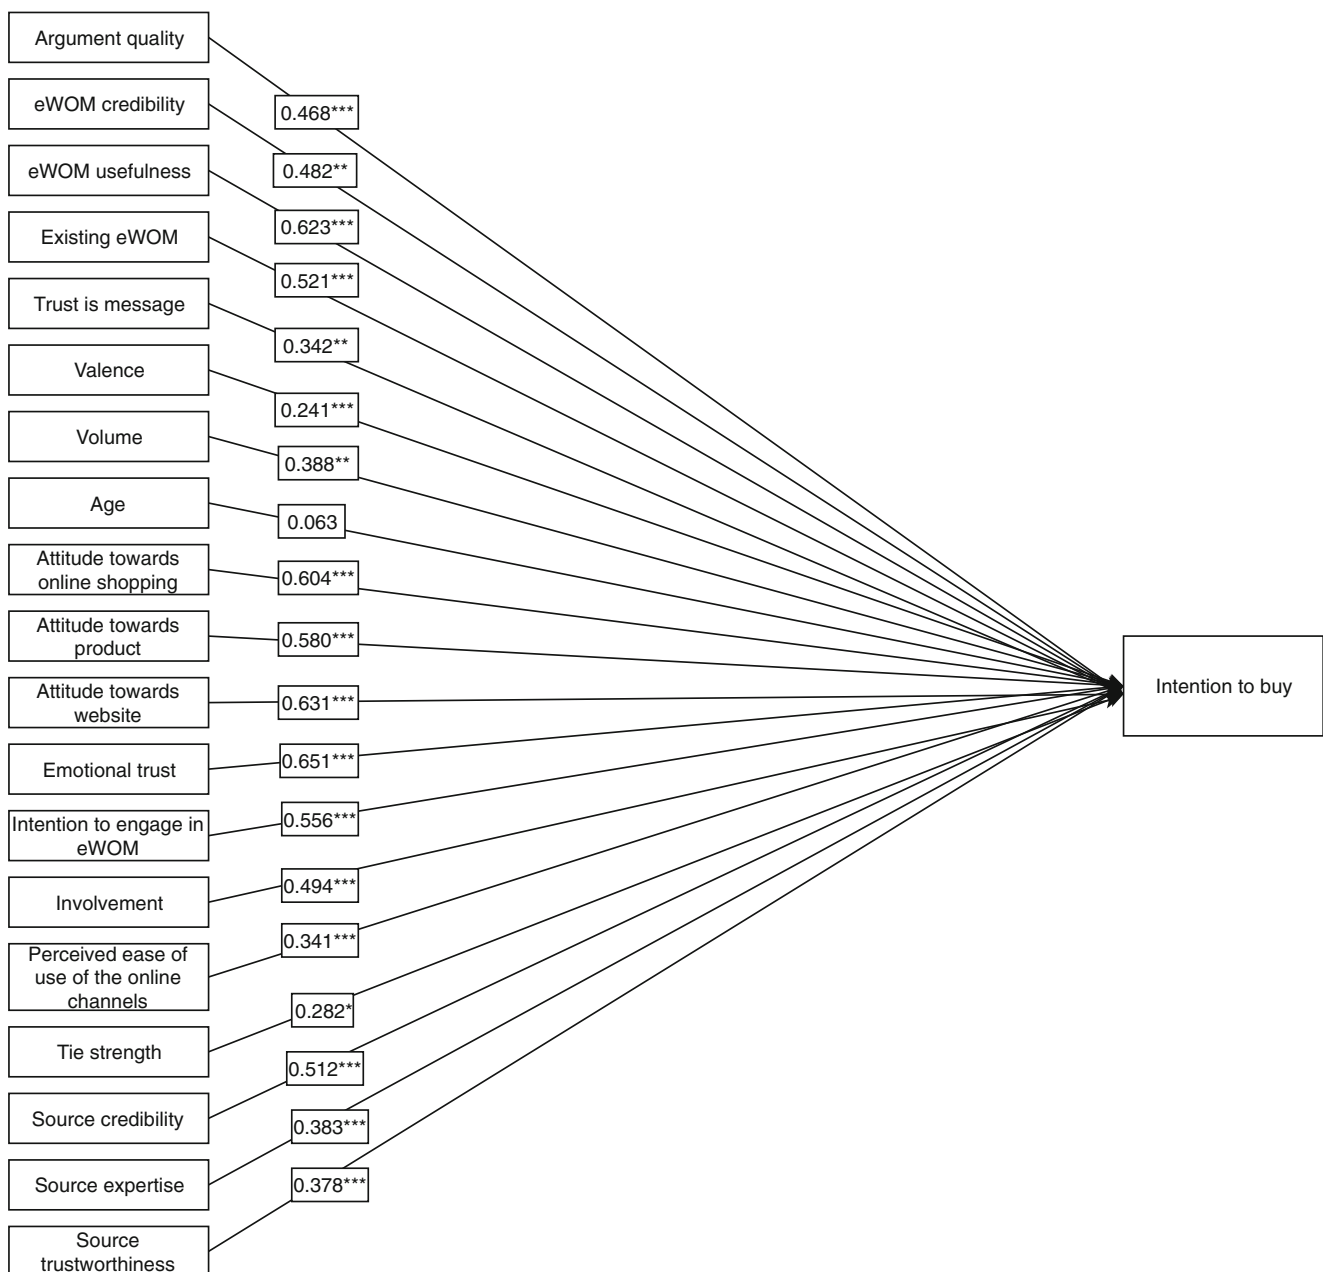 Argument quality
0.468***
eWOM credibility
0.482**
eWOM usefulness
0.623***
Existing eWOM
0.521***
Trust is message
0.342**
Valence
0.241***
Volume
0.388**
Age
0.063
Attitude towards
online shopping
0.604***
Attitude towards
product
0.580***
Attitude towards
website
0.631***
Emotional trust
0.651***
Intention to engage in
eWOM
0.556***
Involvement
0.494***
Perceived ease of
use of the online
channels
0.341***
Tie strength
0.282*
Source credibility
0.512***
Source expertise
0.383***
Source
trustworthiness
0.378***
Intention to buy